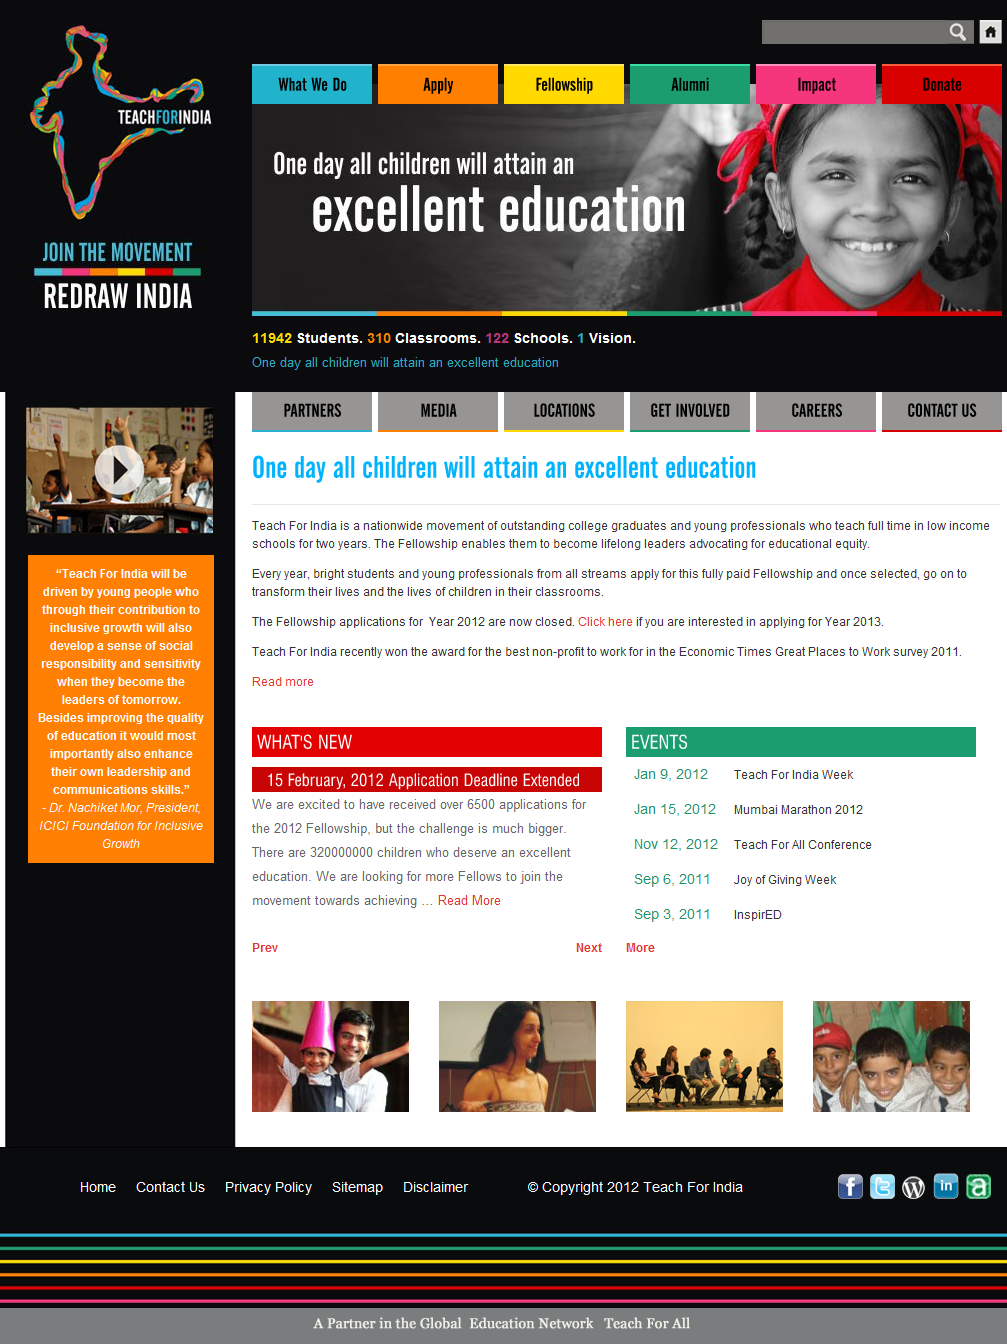 What We Do
Apply
Fellowship
Alumni
Impact
Donate
TEACHFORINDIA
JOIN THE MOVEMENT
REDRAW INDIA
One day all children will attain an
excellent education
11942 Students. 310 Classrooms. 122 Schools. 1 Vision.
One day all children will attain an excellent education
PARTNERS
MEDIA
LOCATIONS
GET INVOLVED
CAREERS
CONTACT US
“Teach For India will be
driven by young people who
through their contribution to
inclusive growth will also
develop a sense of social
responsibility and sensitivity
when they become the
leaders of tomorrow.
Besides improving the quality
of education it would most
importantly also enhance
their own leadership and
communications skills.”
- Dr. Nachiket Mor, President,
ICICI Foundation for Inclusive
Growth
One day all children will attain an excellent education
Teach For India is a nationwide movement of outstanding college graduates and young professionals who teach full time in low income
schools for two years. The Fellowship enables them to become lifelong leaders advocating for educational equity.
Every year, bright students and young professionals from all streams apply for this fully paid Fellowship and once selected, go on to
transform their lives and the lives of children in their classrooms.
The Fellowship applications for Year 2012 are now closed. Click here if you are interested in applying for Year 2013.
Teach For India recently won the award for the best non-profit to work for in the Economic Times Great Places to Work survey 2011.
Read more
WHAT'S NEW
15 February, 2012 Application Deadline Extended
We are excited to have received over 6500 applications for
the 2012 Fellowship, but the challenge is much bigger.
There are 320000000 children who deserve an excellent
education. We are looking for more Fellows to join the
movement towards achieving ... Read More
Prev
Next
EVENTS
Jan 9, 2012 Teach For India Week
Jan 15, 2012 Mumbai Marathon 2012
Nov 12, 2012 Teach For All Conference
Sep 6, 2011 Joy of Giving Week
Sep 3, 2011 InspirED
More
Home
Contact Us
Privacy Policy
Sitemap
Disclaimer
© Copyright 2012 Teach For India
f
t
W
in
a
A Partner in the Global Education Network Teach For All